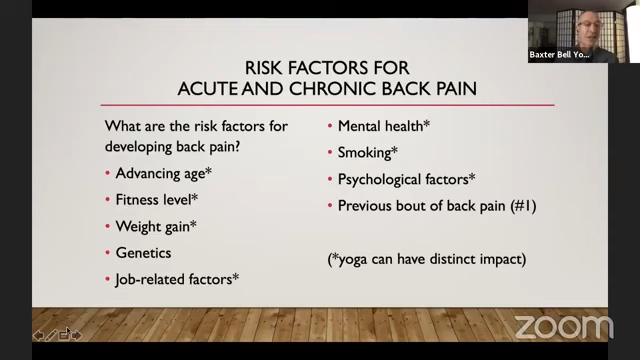 Baxter Bell Yo...
RISK FACTORS FOR
ACUTE AND CHRONIC BACK PAIN
What are the risk factors for
developing back pain?
• Advancing age*
• Fitness level*
• Weight gain*
• Genetics
• Job-related factors*
• Mental health*
• Smoking*
• Psychological factors*
• Previous bout of back pain (#1)
(*yoga can have distinct impact)
zoom